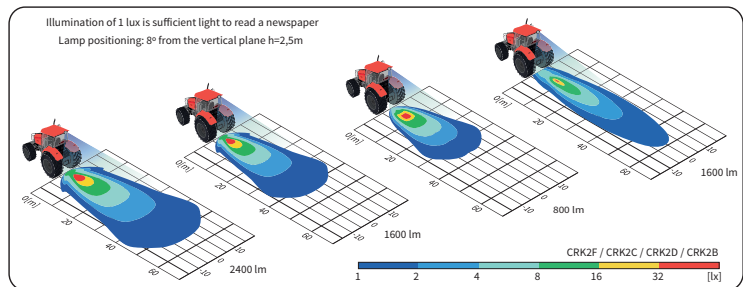 Illumination of 1 lux is sufficient light to read a newspaper
Lamp positioning: 8º from the vertical plane h=2,5m
0[m]
20
40
60
-10
0
10
2400 lm
0[m]
20
40
60
-10
0
10
1600 lm
0[m]
20
40
60
-10
0
10
800 lm
0[m]
20
40
60
-10
0
10
1600 lm
CRK2F / CRK2C / CRK2D / CRK2B
1 2 4 8 16 32 [lx]